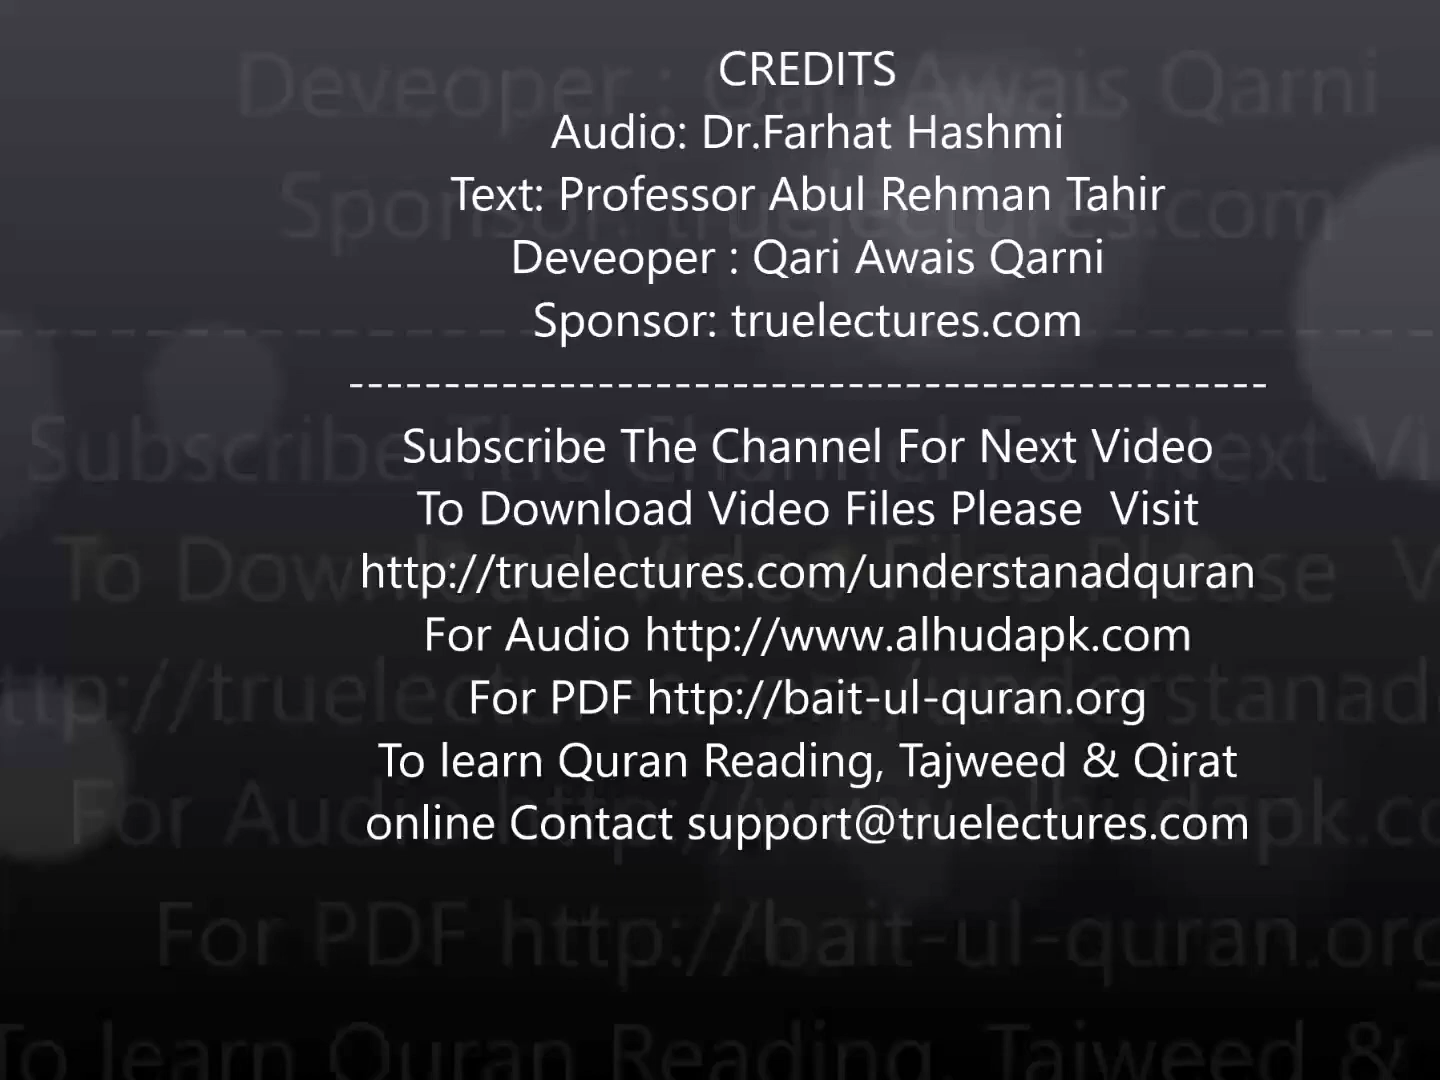 CREDITS
Audio: Dr.Farhat Hashmi
Text: Professor Abul Rehman Tahir
Deveoper : Qari Awais Qarni
Sponsor: truelectures.com
------------------------------------------------
Subscribe The Channel For Next Video
To Download Video Files Please  Visit
http://truelectures.com/understanadquran
For Audio http://www.alhudapk.com
For PDF http://bait-ul-quran.org
To learn Quran Reading, Tajweed & Qirat
online Contact support@truelectures.com